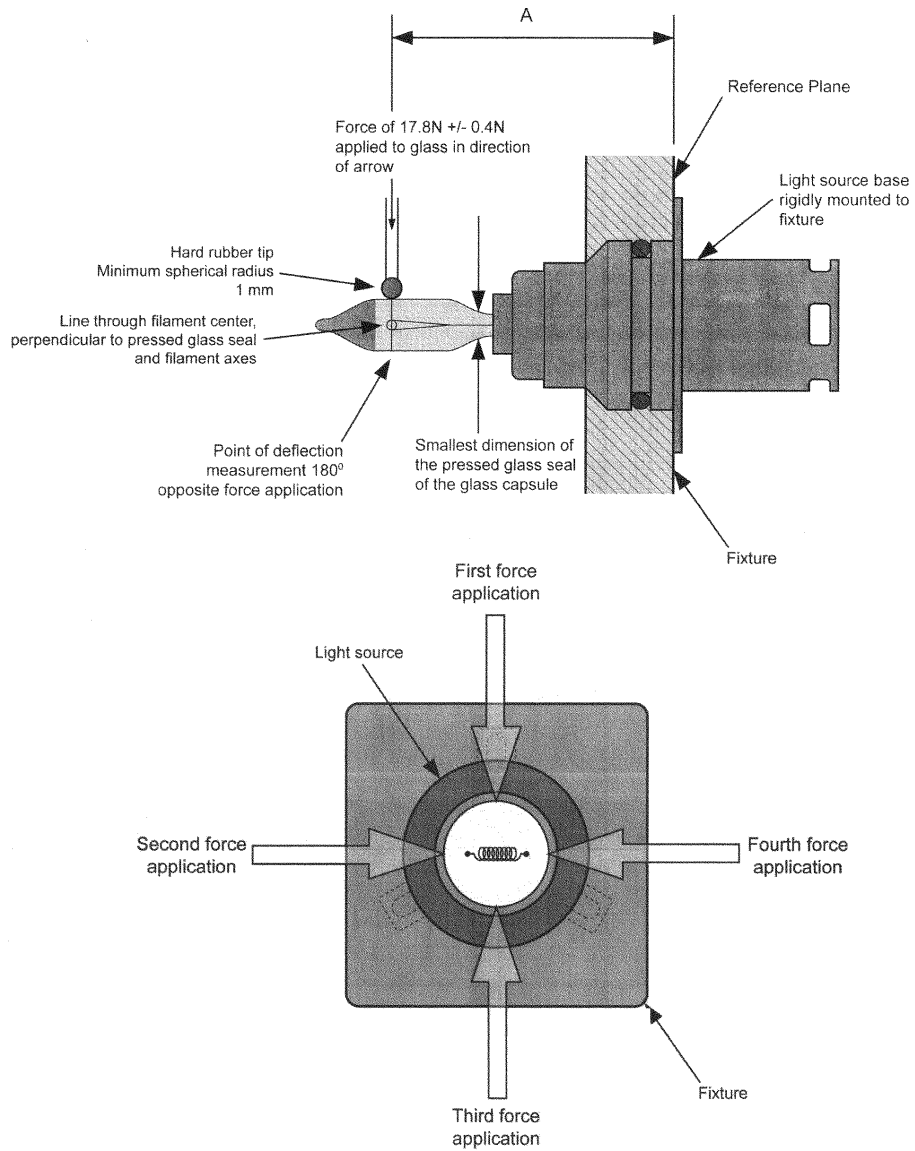 A
Reference Plane
Force of 17.8N +/- 0.4N
applied to glass in direction
of arrow
Light source base
rigidly mounted to
fixture
Hard rubber tip
Minimum spherical radius
1 mm
Line through filament center,
perpendicular to pressed glass seal
and filament axes
Point of deflection
measurement 180º
opposite force application
Smallest dimension of
the pressed glass seal
of the glass capsule
Fixture
First force
application
Light source
Second force
application
Fourth force
application
Third force
application
Fixture